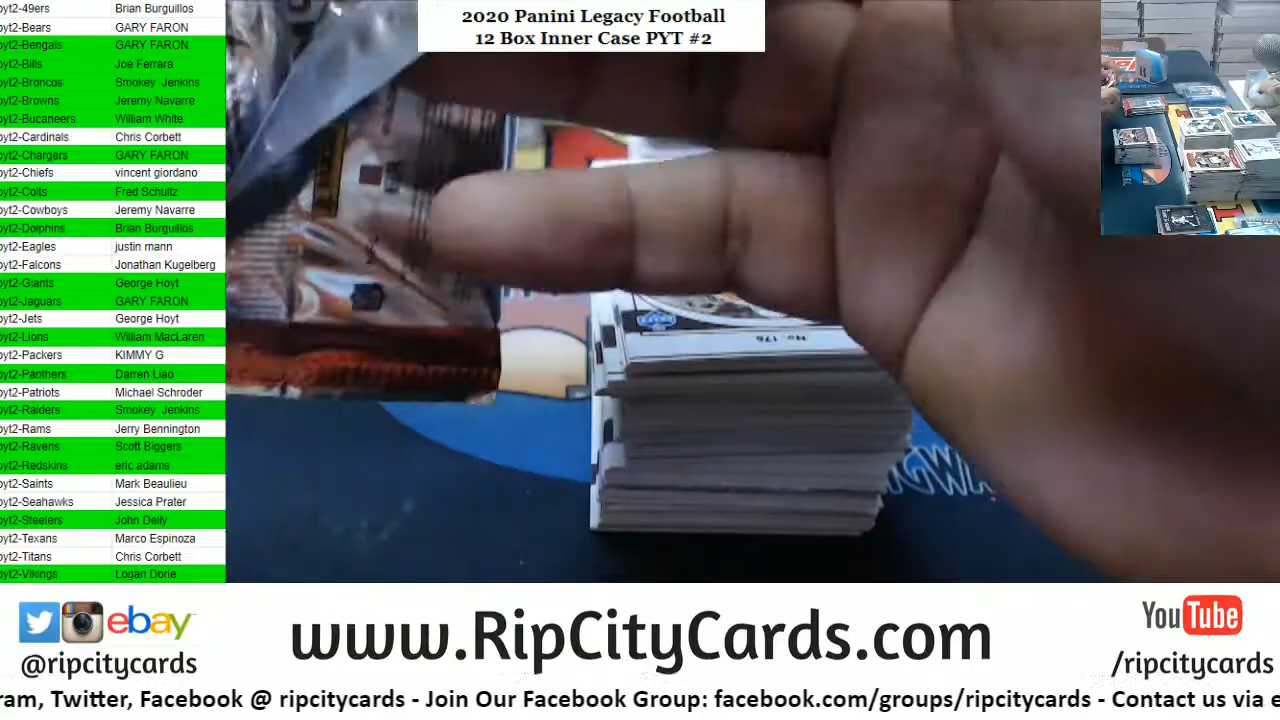 2020 Panini Legacy Football
12 Box Inner Case PYT #2
pyt2-49ers Brian Burguillos
pyt2-Bears GARY FARON
pyt2-Bengals GARY FARON
pyt2-Bills Joe Ferrara
pyt2-Broncos Smokey Jenkins
pyt2-Browns Jeremy Navarre
pyt2-Bucaneers William White
pyt2-Cardinals Chris Corbett
pyt2-Chargers GARY FARON
pyt2-Chiefs vincent giordano
pyt2-Colts Fred Schultz
pyt2-Cowboys Jeremy Navarre
pyt2-Dolphins Brian Burguillos
pyt2-Eagles justin mann
pyt2-Falcons Jonathan Kugelberg
pyt2-Giants George Hoyt
pyt2-Jaguars GARY FARON
pyt2-Jets George Hoyt
pyt2-Lions William MacLaren
pyt2-Packers KIMMY G
pyt2-Panthers Darren Liao
pyt2-Patriots Michael Schroder
pyt2-Raiders Smokey Jenkins
pyt2-Rams Jerry Bennington
pyt2-Ravens Scott Biggers
pyt2-Redskins eric adams
pyt2-Saints Mark Beaulieu
pyt2-Seahawks Jessica Prater
pyt2-Steelers John Deily
pyt2-Texans Marco Espinoza
pyt2-Titans Chris Corbett
pyt2-Vikings Logan Dorie
No. 176
ebay
@ripcitycards
www.RipCityCards.com
YouTube
/ripcitycards
ram, Twitter, Facebook @ ripcitycards - Join Our Facebook Group: facebook.com/groups/ripcitycards - Contact us via e